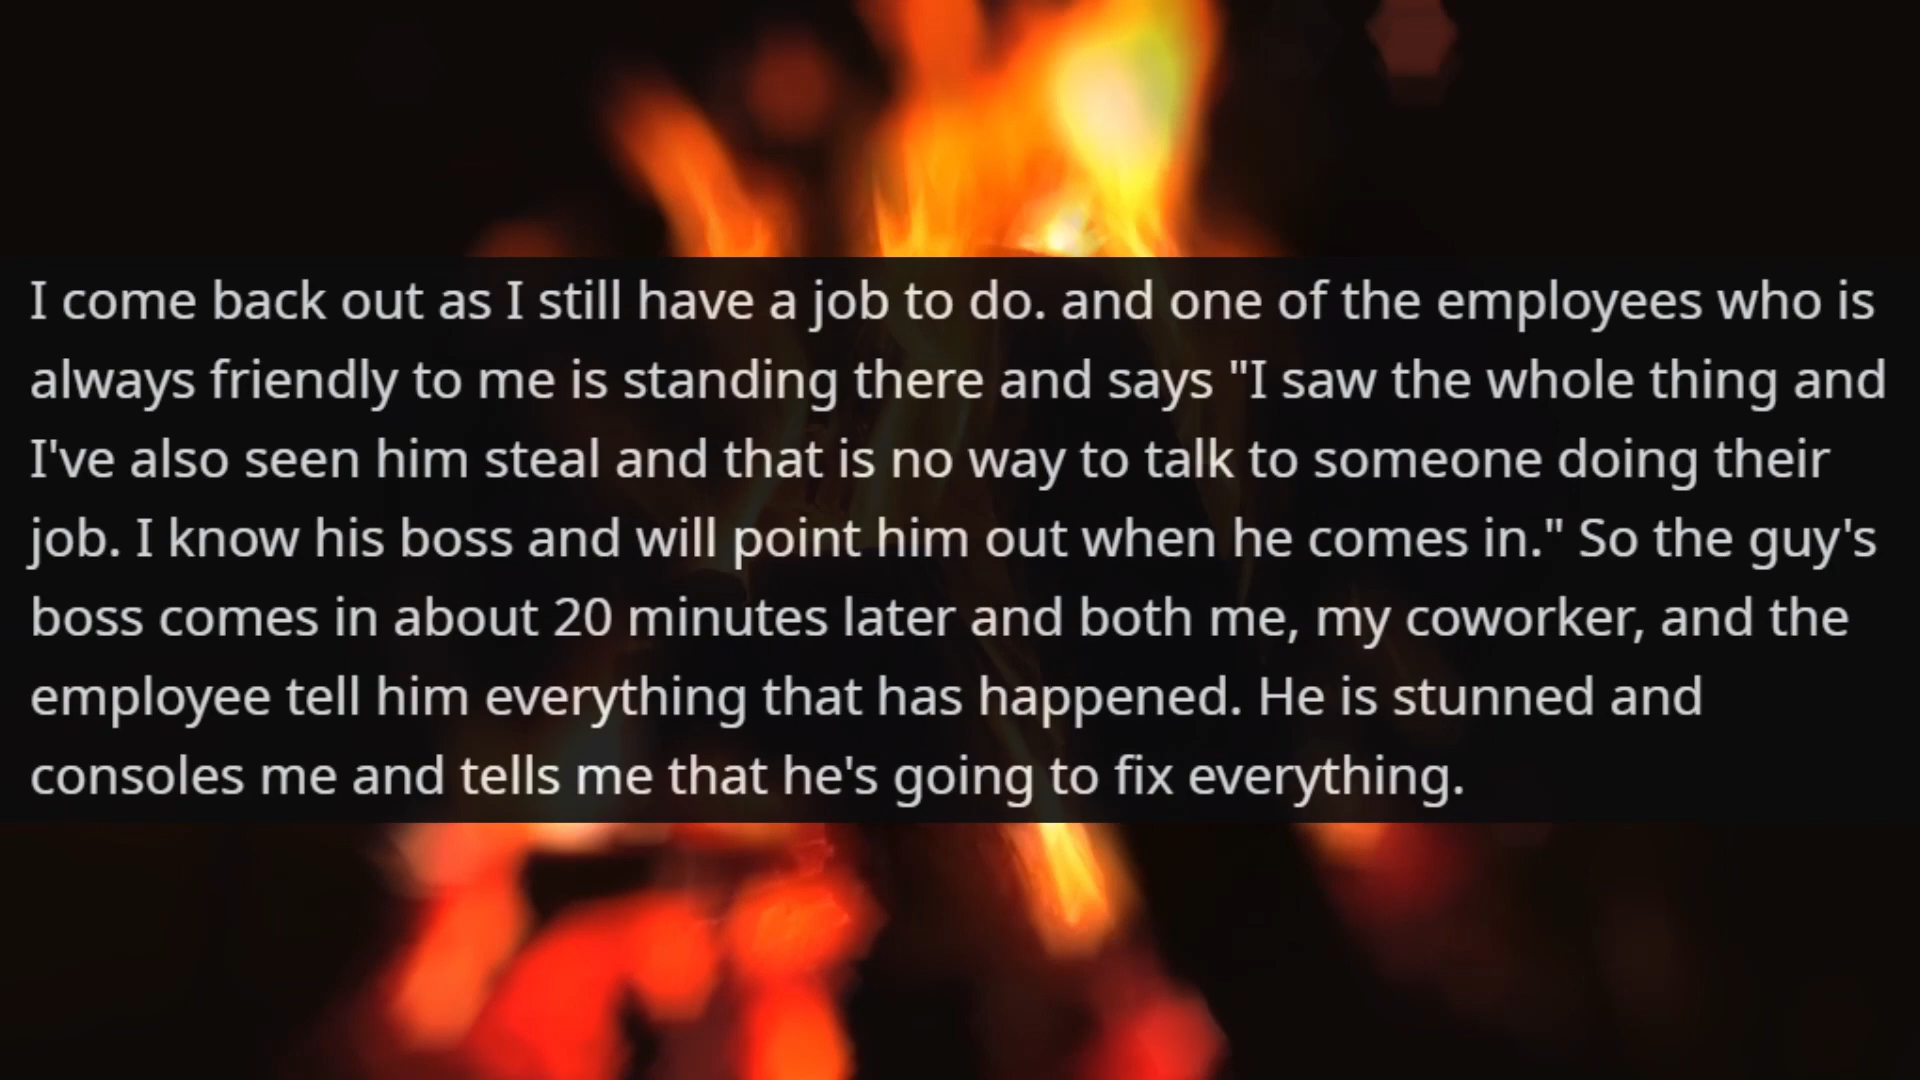 I come back out as I still have a job to do. and one of the employees who is
always friendly to me is standing there and says "I saw the whole thing and
I've also seen him steal and that is no way to talk to someone doing their
job. I know his boss and will point him out when he comes in." So the guy's
boss comes in about 20 minutes later and both me, my coworker, and the
employee tell him everything that has happened. He is stunned and
consoles me and tells me that he's going to fix everything.